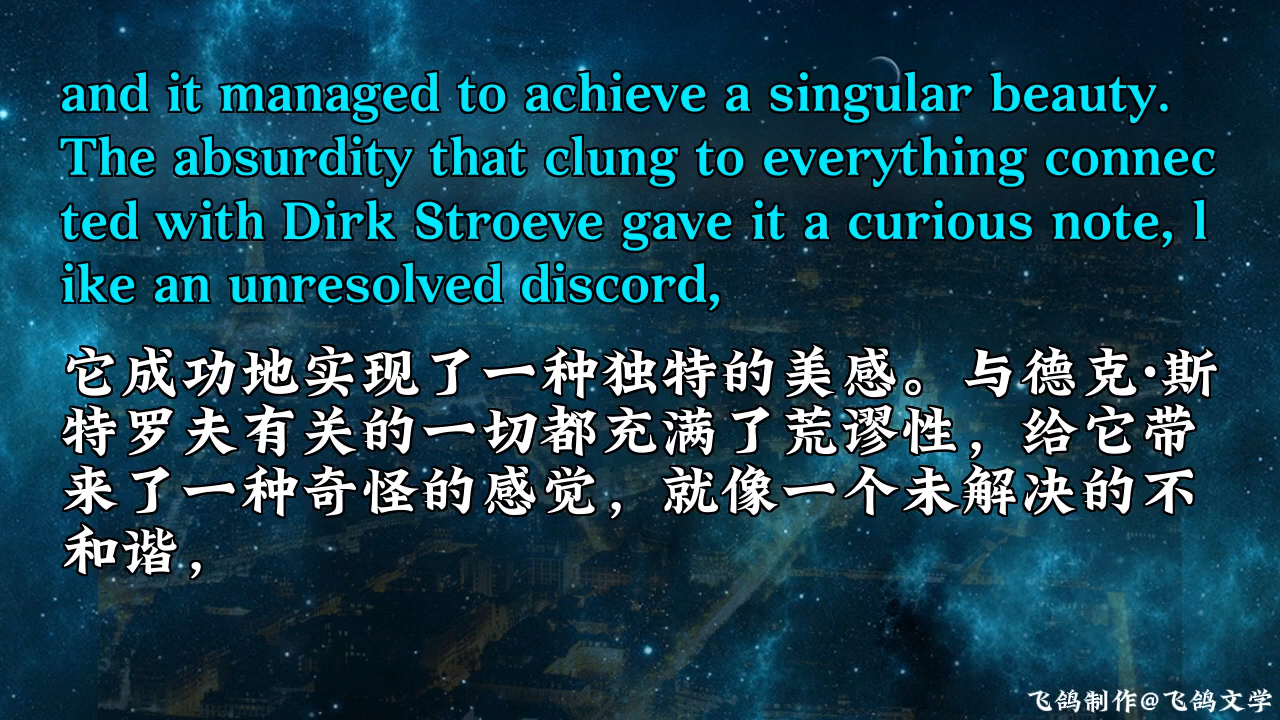 and it managed to achieve a singular beauty.
The absurdity that clung to everything connec
ted with Dirk Stroeve gave it a curious note, l
ike an unresolved discord,
它成功地实现了一种独特的美感。与德克·斯
特罗夫有关的一切都充满了荒谬性，给它带
来了一种奇怪的感觉，就像一个未解决的不
和谐，
飞鸽制作@飞鸽文学